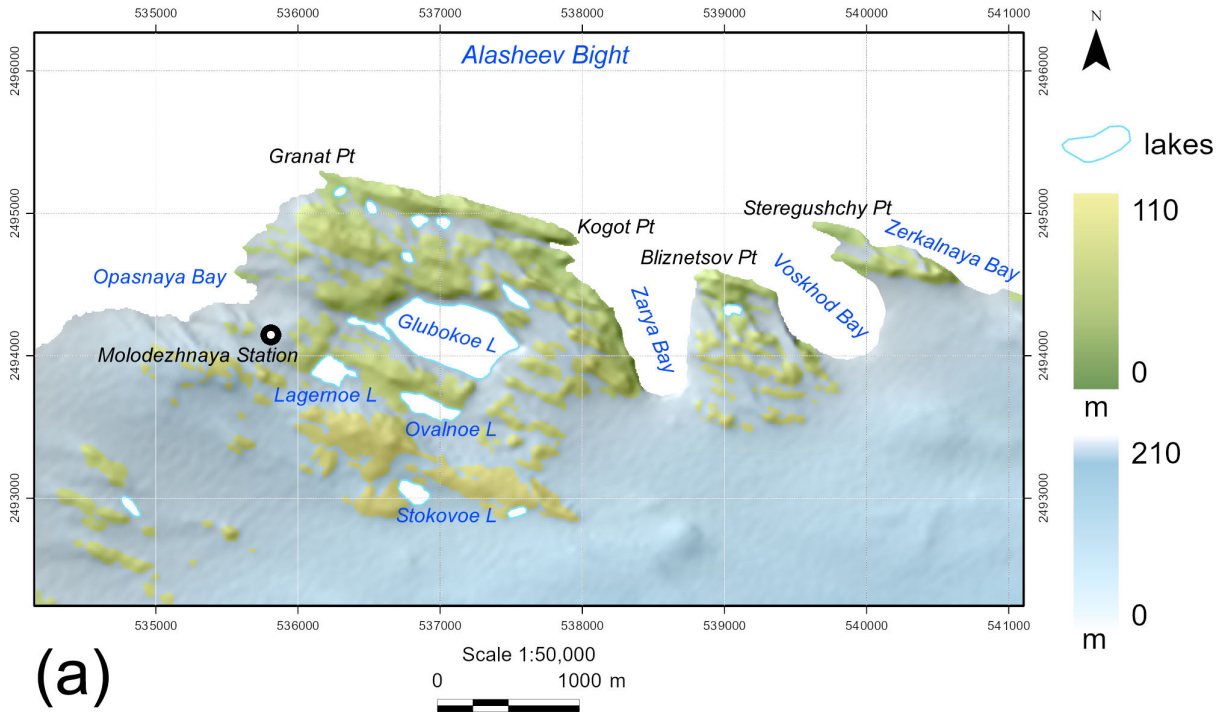 535000 536000 537000 538000 539000 540000 541000
N
Alasheev Bight
2496000 2496000
lakes
Granat Pt
2495000 2495000
Steregushchy Pt
Kogot Pt
Zerkalnaya Bay
Bliznetsov Pt
Voskhod Bay
Opasnaya Bay
Zarya Bay
Glubokoe L
Molodezhnaya Station
2494000 2494000
Lagernoe L
Ovalnoe L
2493000 2493000
Stokovoe L
110
0
m
210
0
m
535000 536000 537000 538000 539000 540000 541000
(a)
Scale 1:50,000
0 1000 m